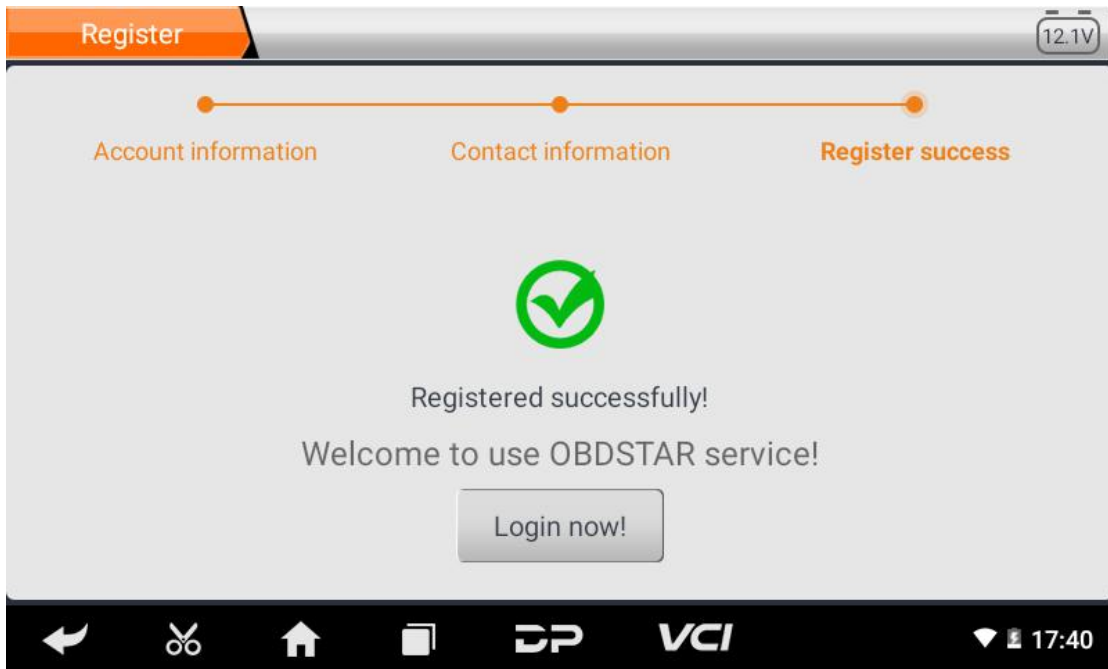 Register
12.1V
Account information
Contact information
Register success
Registered successfully!
Welcome to use OBDSTAR service!
Login now!
DP
VCI
17:40